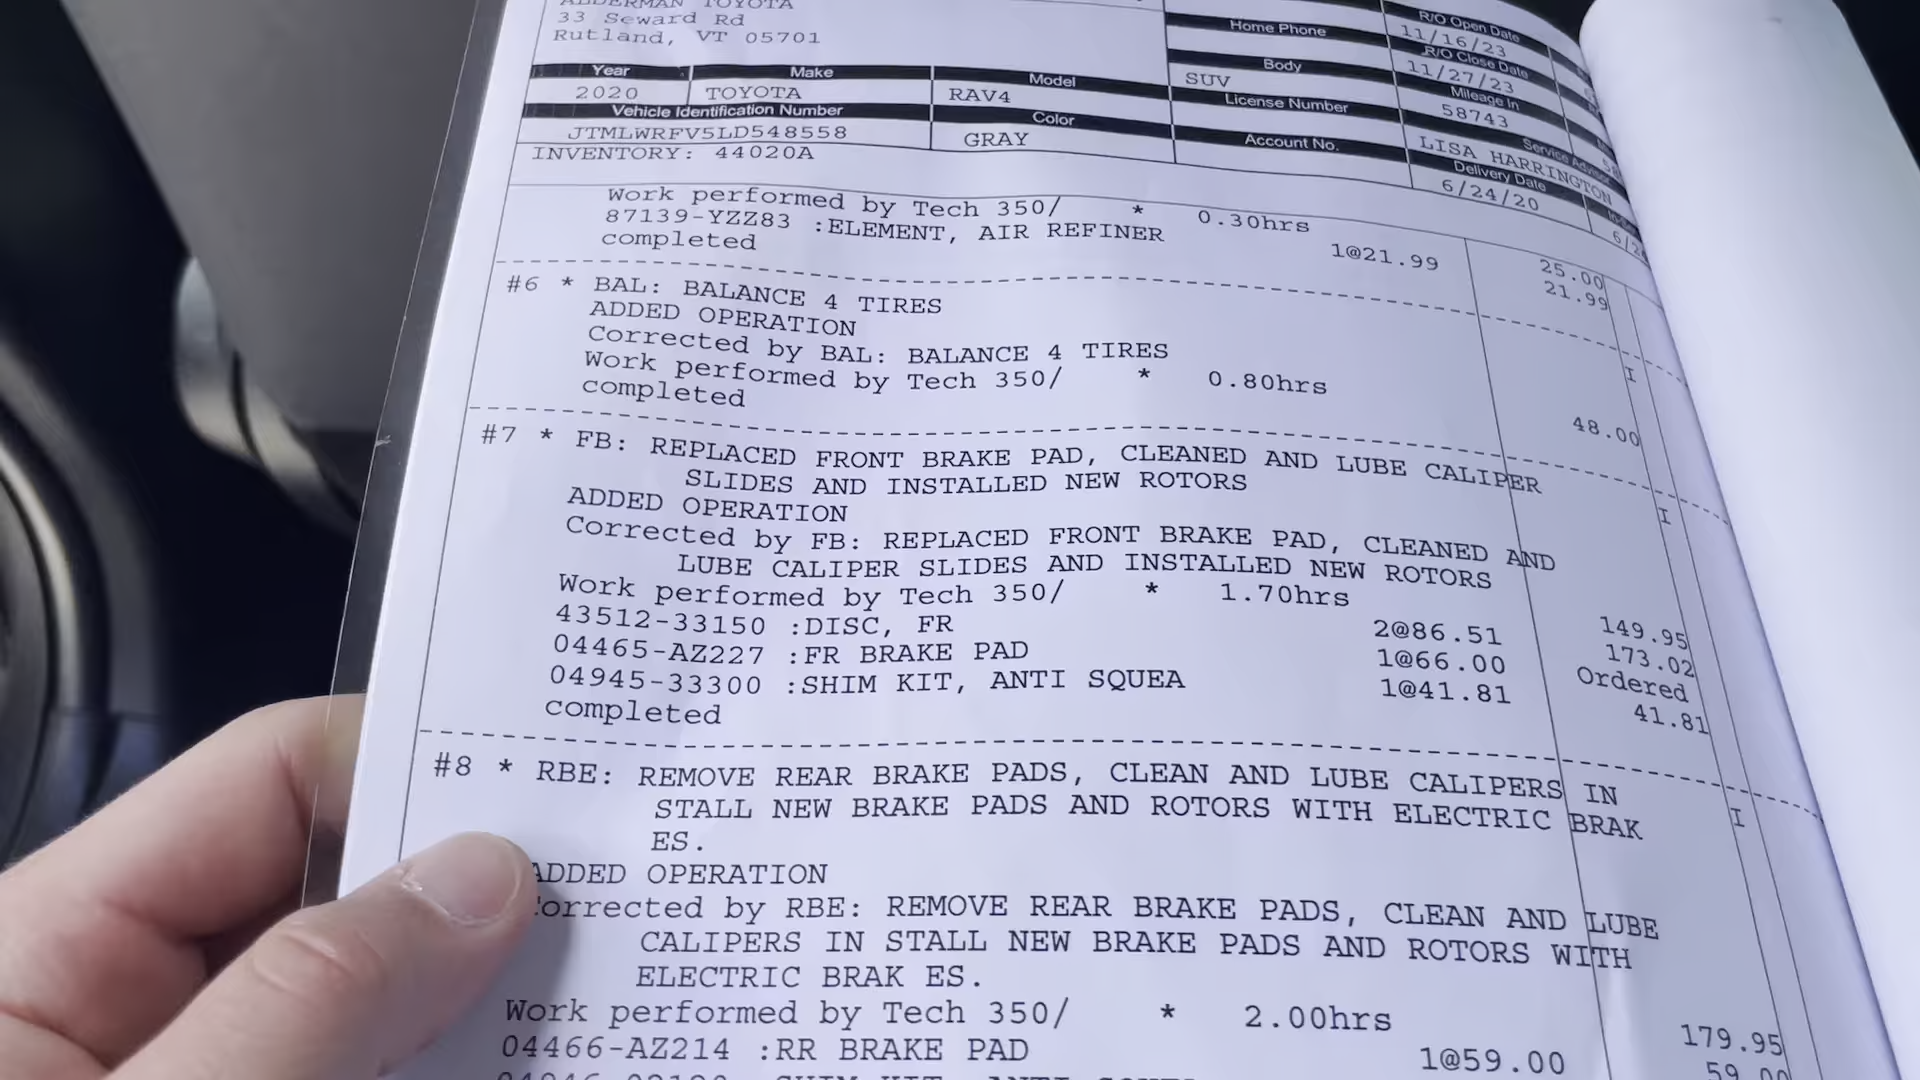 ALDERMAN TOYOTA
33 Seward Rd
Rutland, VT 05701
Home Phone
R/O Open Date
11/16/23
R/O Close Date
11/27/23
Year Make Model Body Mileage In
2020 TOYOTA RAV4 SUV 58743
Vehicle Identification Number Color License Number
JTMLWRFV5LD548558 GRAY
Account No.
Service
LISA HARRINGTON
Delivery Date
6/24/20
INVENTORY: 44020A
Work performed by Tech 350/ * 0.30hrs 25.00
87139-YZZ83 :ELEMENT, AIR REFINER 1@21.99 21.99
completed
#6 * BAL: BALANCE 4 TIRES I
ADDED OPERATION
Corrected by BAL: BALANCE 4 TIRES
Work performed by Tech 350/ * 0.80hrs 48.00
completed
#7 * FB: REPLACED FRONT BRAKE PAD, CLEANED AND LUBE CALIPER I
SLIDES AND INSTALLED NEW ROTORS
ADDED OPERATION
Corrected by FB: REPLACED FRONT BRAKE PAD, CLEANED AND
LUBE CALIPER SLIDES AND INSTALLED NEW ROTORS
Work performed by Tech 350/ * 1.70hrs 149.95
43512-33150 :DISC, FR 2@86.51 173.02
04465-AZ227 :FR BRAKE PAD 1@66.00 Ordered
04945-33300 :SHIM KIT, ANTI SQUEA 1@41.81 41.81
completed
#8 * RBE: REMOVE REAR BRAKE PADS, CLEAN AND LUBE CALIPERS IN I
STALL NEW BRAKE PADS AND ROTORS WITH ELECTRIC BRAK
ES.
ADDED OPERATION
Corrected by RBE: REMOVE REAR BRAKE PADS, CLEAN AND LUBE
CALIPERS IN STALL NEW BRAKE PADS AND ROTORS WITH
ELECTRIC BRAK ES.
Work performed by Tech 350/ * 2.00hrs 179.95
04466-AZ214 :RR BRAKE PAD 1@59.00 59.00